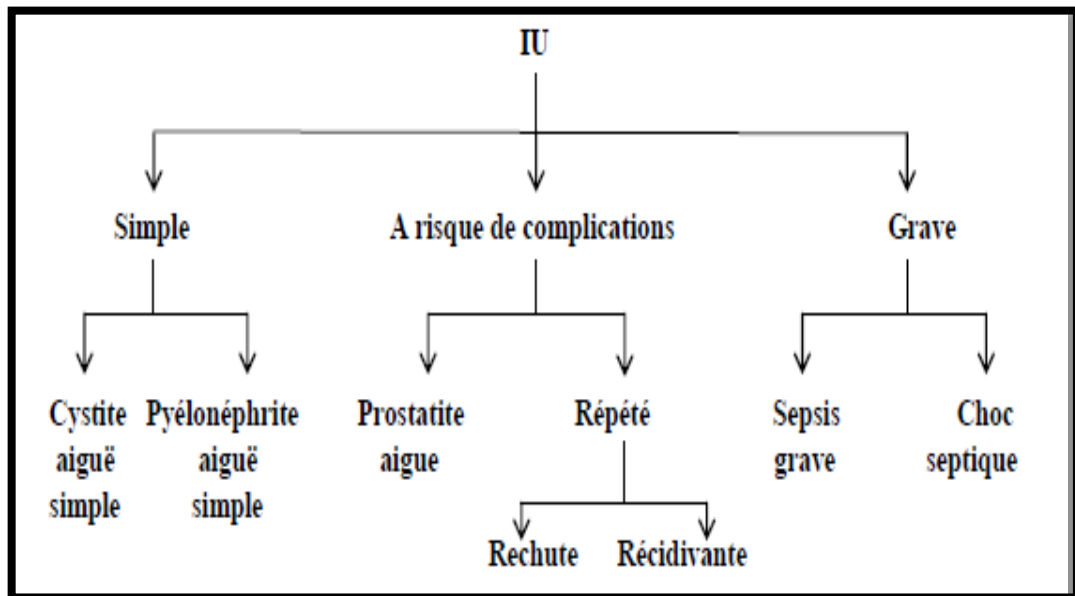 IU
Simple
A risque de complications
Grave
Cystite
aiguë
simple
Pyélonéphrite
aiguë
simple
Prostatite
aigue
Répété
Sepsis
grave
Choc
septique
Rechute
Récidivante